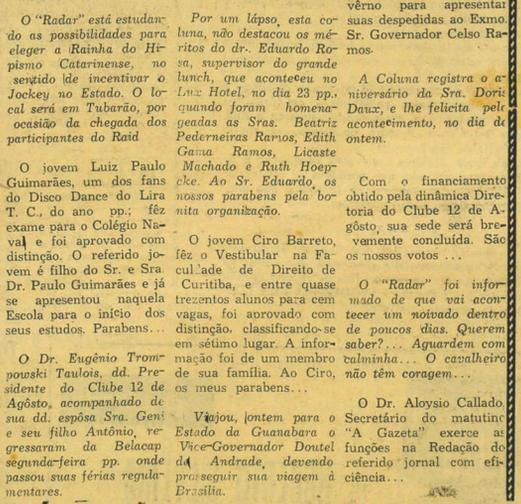 O "Radar" está estudan-
do as possibilidades para
eleger a Rainha do Hi-
pismo Catarinense, no
sentido de incentivar o
Jockey no Estado. O lo-
cal será em Tubarão, por
ocasião da chegada dos
participantes do Raid
O jovem Luiz Paulo
Guimarães, um dos fans
do Disco Dance do Lira
T. C., do ano pp.; fêz
exame para o Colégio Na-
val e foi aprovado com
distinção. O referido jo-
vem é filho do Sr. e Sra.
Dr. Paulo Guimarães e já
se apresentou naquela
Escola para o início dos
seus estudos. Parabens...
O Dr. Eugénio Trom-
powski Taulois, dd. Pre-
sidente do Clube 12 de
Agôsto, acompanhado de
sua dd. espôsa Sra. Geni
e seu filho Antônio, re-
gressaram da Belacap
segunda-feira pp. onde
passou suas férias regula-
mentares.
Por um lápso, esta co-
luna, não destacou os mé-
ritos do dr. Eduardo Ro-
sa, supervisor do grande
lunch, que aconteceu no
Lux Hotel, no dia 23 pp.,
quando foram homena-
geadas as Sras. Beatriz
Pederneiras Ramos, Edith
Gama Ramos, Licaste
Machado e Ruth Hoep-
cke. Ao Sr. Eduardo, os
nossos parabens pela bo-
nita organização.
O jovem Ciro Barreto,
fêz o Vestibular na Fa
culdade de Direito de
Curitiba, e entre quase
trezentos alunos para cem
vagas, foi aprovado com
distinção, classificando-se
em sétimo lugar. A infor-
mação foi de um membro
de sua família. Ao Ciro,
os meus parabens...
Viajou, ontem para o
Estado da Guanabara o
Vice-Governador Doutel
de Andrade, devendo
prosseguir sua viagem à
Brasília.
vêrno para apresentar
suas despedidas ao Exmo.
Sr. Governador Celso Ra-
mos.
A Coluna registra o a-
niversário da Sra. Doris
Daux, e lhe felicita pelo
acontecimento, no dia de
ontem.
Com o financiamento
obtido pela dinâmica Dire-
toria do Clube 12 de A-
gôsto, sua sede será bre-
vemente concluída. São
os nossos votos ...
O "Radar" foi infor-
mado de que vai acon-
tecer um noivado dentro
de poucos dias. Querem
saber?... Aguardem com
calminha... O cavalheiro
não têm coragem...
O Dr. Aloysio Callado,
Secretário do matutino
"A Gazeta" exerce as
funções na Redação do
referido jornal com efi-
ciência...